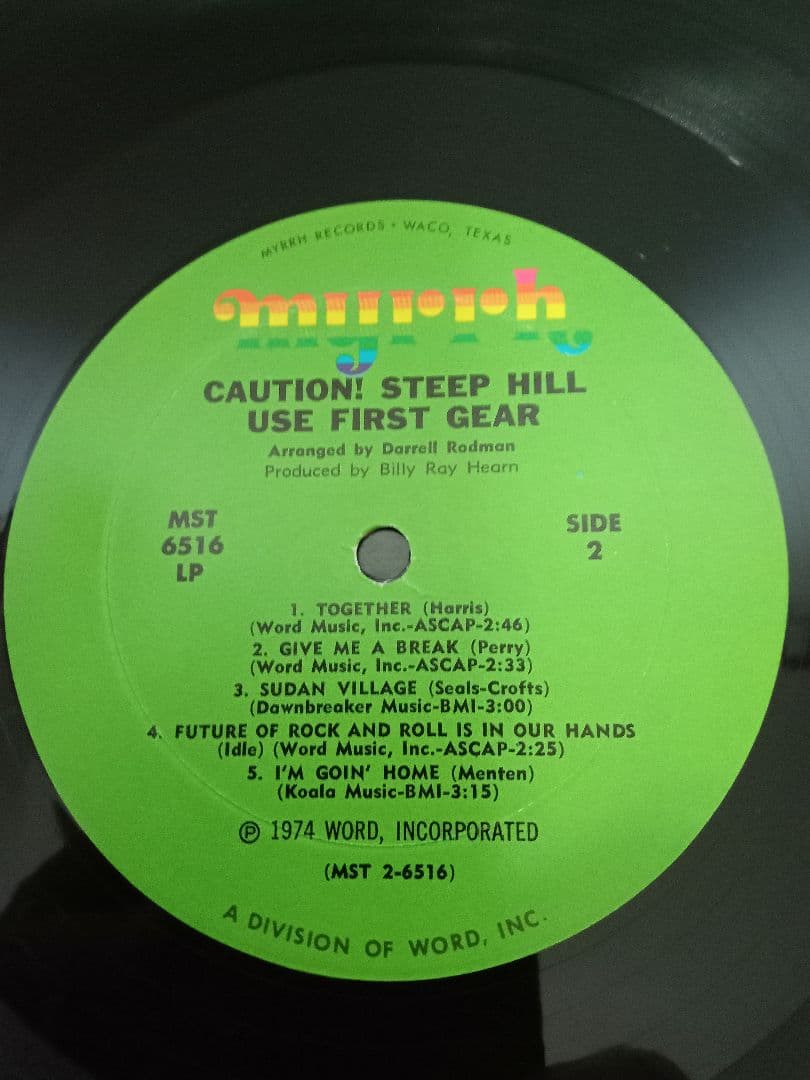 MYRRH RECORDS • WACO, TEXAS
myrrh
CAUTION! STEEP HILL
USE FIRST GEAR
Arranged by Darrell Rodman
Produced by Billy Ray Hearn
MST
6516
LP
SIDE
2
1. TOGETHER (Harris)
(Word Music, Inc.-ASCAP-2:46)
2. GIVE ME A BREAK (Perry)
(Word Music, Inc.-ASCAP-2:33)
3. SUDAN VILLAGE (Seals-Crofts)
(Dawnbreaker Music-BMI-3:00)
4. FUTURE OF ROCK AND ROLL IS IN OUR HANDS
(Idle) (Word Music, Inc.-ASCAP-2:25)
5. I'M GOIN' HOME (Menten)
(Koala Music-BMI-3:15)
℗ 1974 WORD, INCORPORATED
(MST 2-6516)
A DIVISION OF WORD, INC.